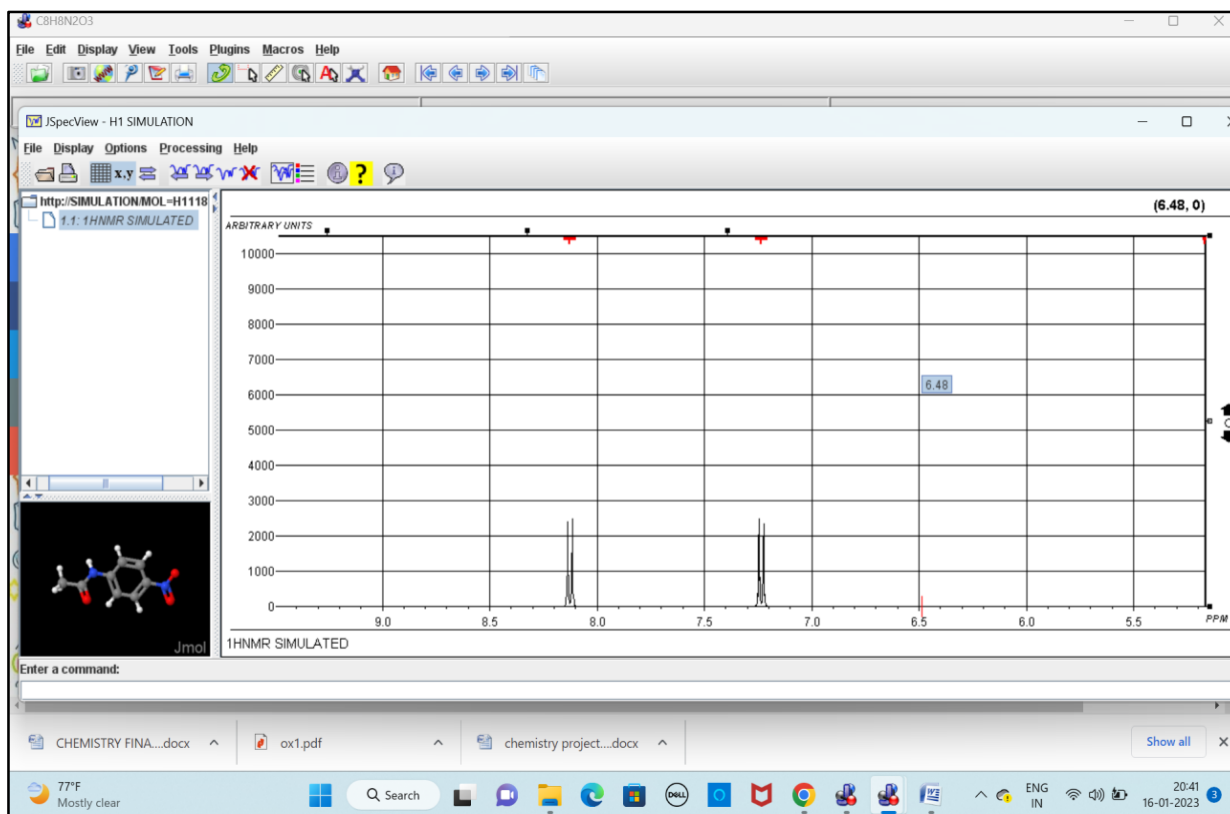 C8H8N2O3
File Edit Display View Tools Plugins Macros Help
JSpecView - H1 SIMULATION
File Display Options Processing Help
x,y
?
http://SIMULATION/MOL=H1118
1.1: 1HNMR SIMULATED
(6.48, 0)
ARBITRARY UNITS
10000
9000
8000
7000
6000
5000
4000
3000
2000
1000
0
6.48
9.0 8.5 8.0 7.5 7.0 6.5 6.0 5.5 PPM
1HNMR SIMULATED
Jmol
Enter a command:
CHEMISTRY FINA....docx ox1.pdf chemistry project....docx Show all
77°F
Mostly clear
Search
DELL
ENG
IN
20:41
16-01-2023
3